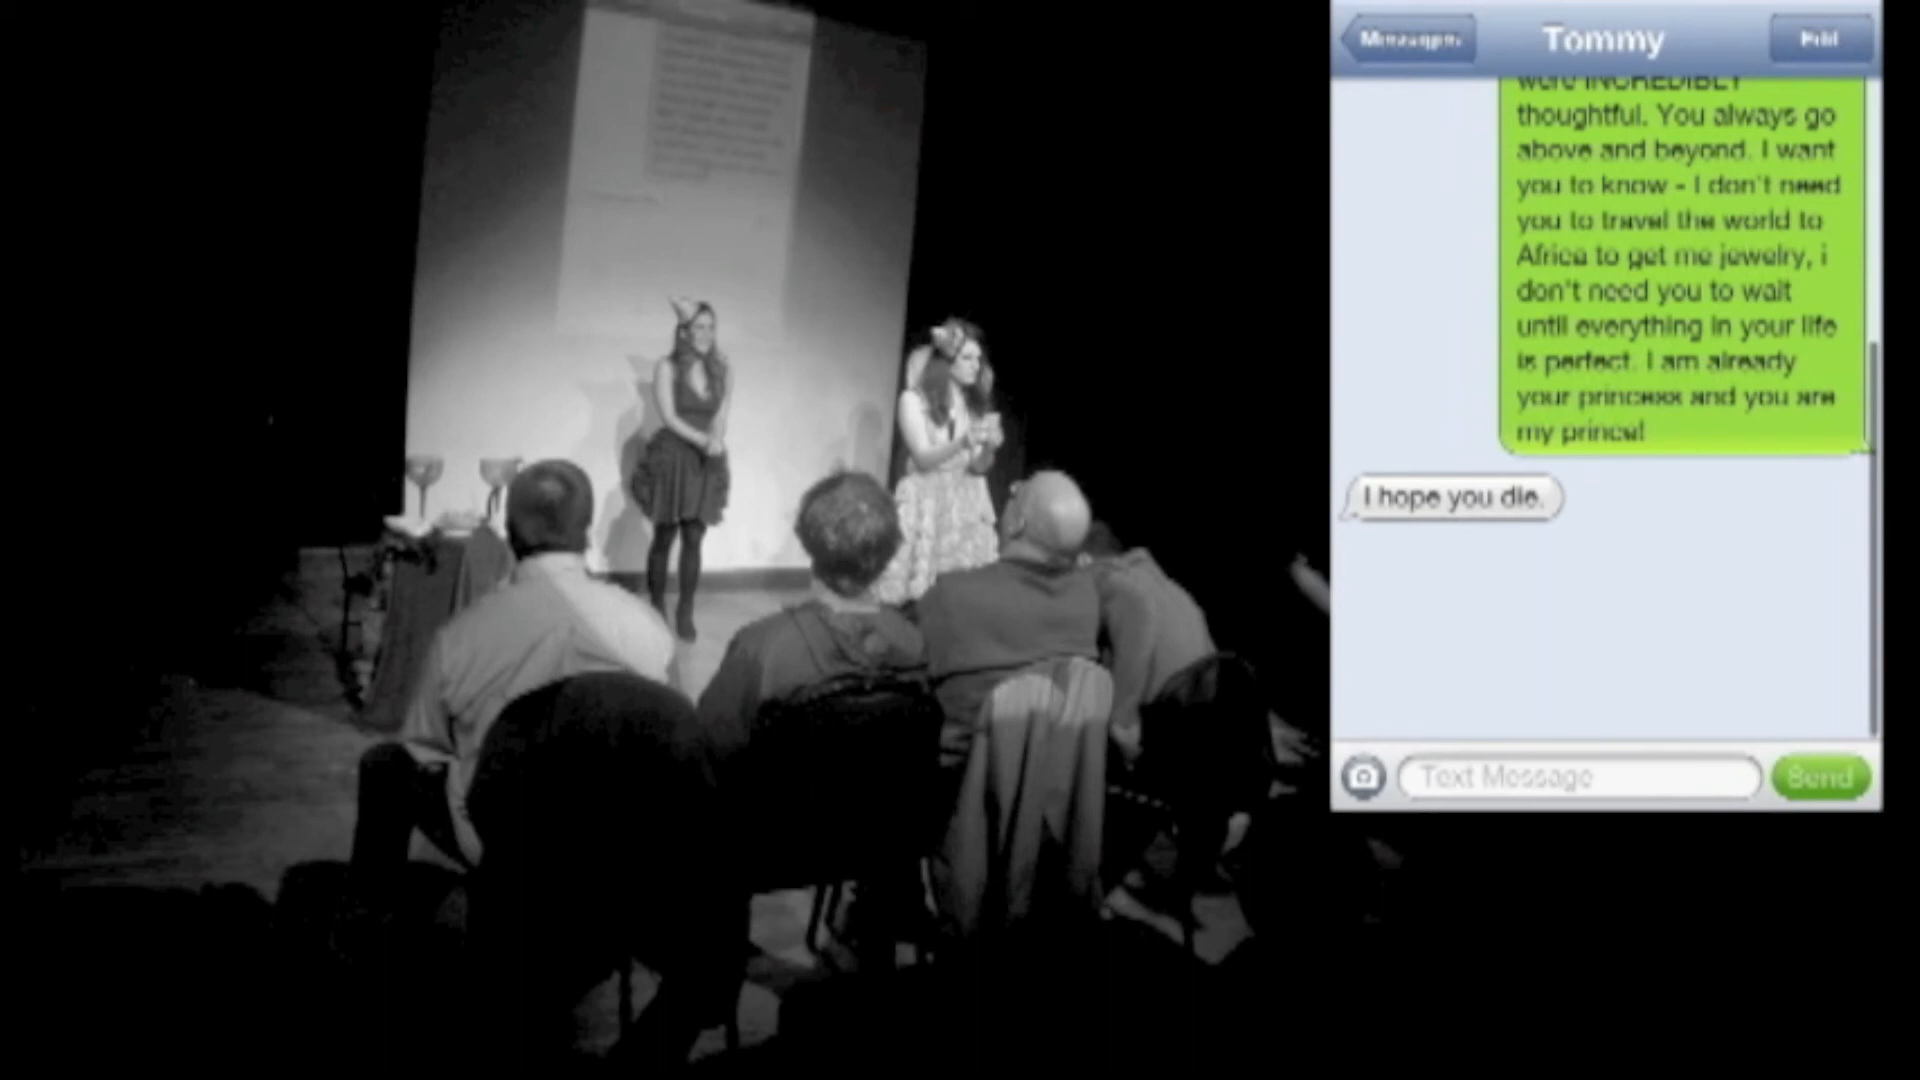 Messages
Tommy
Edit
were INCREDIBLY
thoughtful. You always go
above and beyond. I want
you to know - I don't need
you to travel the world to
Africa to get me jewelry, i
don't need you to wait
until everything in your life
is perfect. I am already
your princess and you are
my prince!
I hope you die.
Text Message
Send